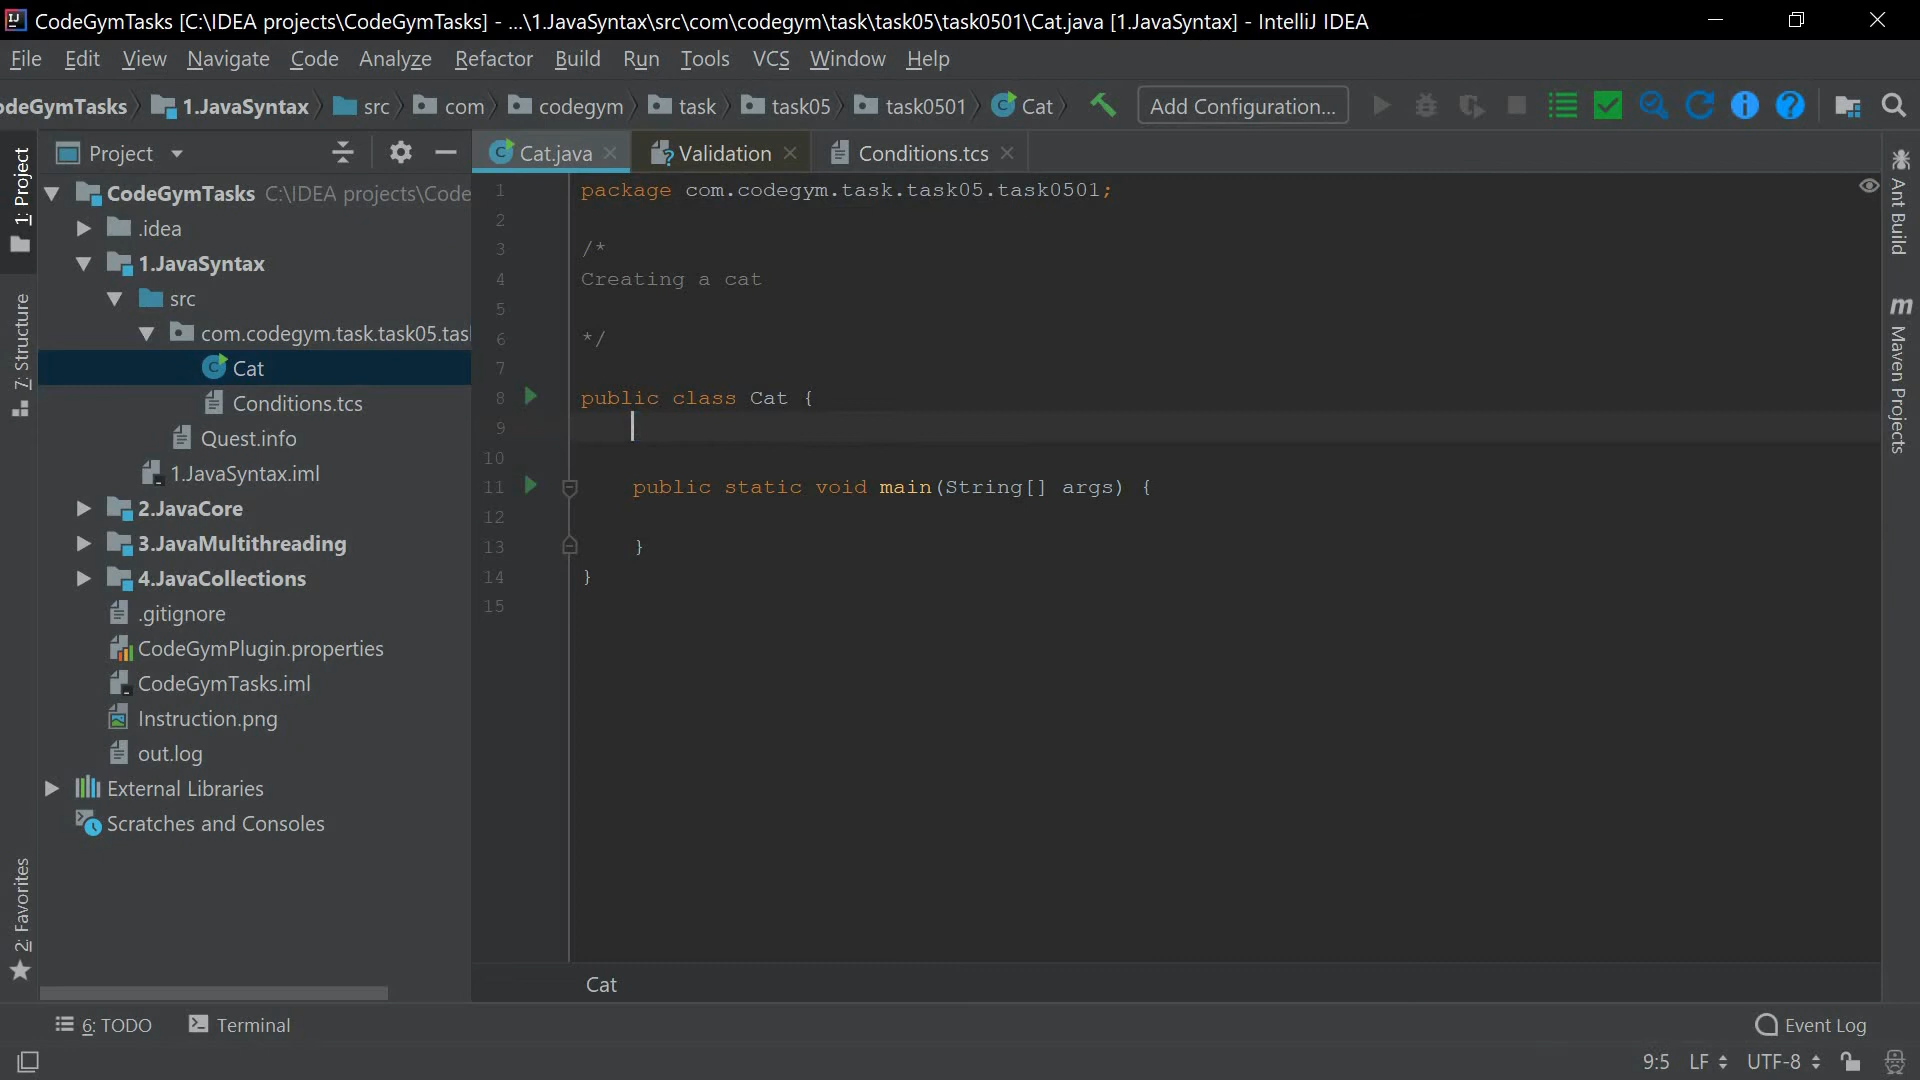 CodeGymTasks [C:\IDEA projects\CodeGymTasks] - ...\1.JavaSyntax\src\com\codegym\task\task05\task0501\Cat.java [1.JavaSyntax] - IntelliJ IDEA
File Edit View Navigate Code Analyze Refactor Build Run Tools VCS Window Help
odeGymTasks 1.JavaSyntax src com codegym task task05 task0501 Cat Add Configuration...
Project
Cat.java Validation Conditions.tcs
1: Project
7: Structure
2: Favorites
CodeGymTasks C:\IDEA projects\Code
.idea
1.JavaSyntax
src
com.codegym.task.task05.tas
Cat
Conditions.tcs
Quest.info
1.JavaSyntax.iml
2.JavaCore
3.JavaMultithreading
4.JavaCollections
.gitignore
CodeGymPlugin.properties
CodeGymTasks.iml
Instruction.png
out.log
External Libraries
Scratches and Consoles
1 package com.codegym.task.task05.task0501;
2
3 /*
4 Creating a cat
5
6 */
7
8 public class Cat {
9
10
11 public static void main(String[] args) {
12
13 }
14 }
15
Cat
Ant Build
m Maven Projects
6: TODO Terminal Event Log
9:5 LF UTF-8